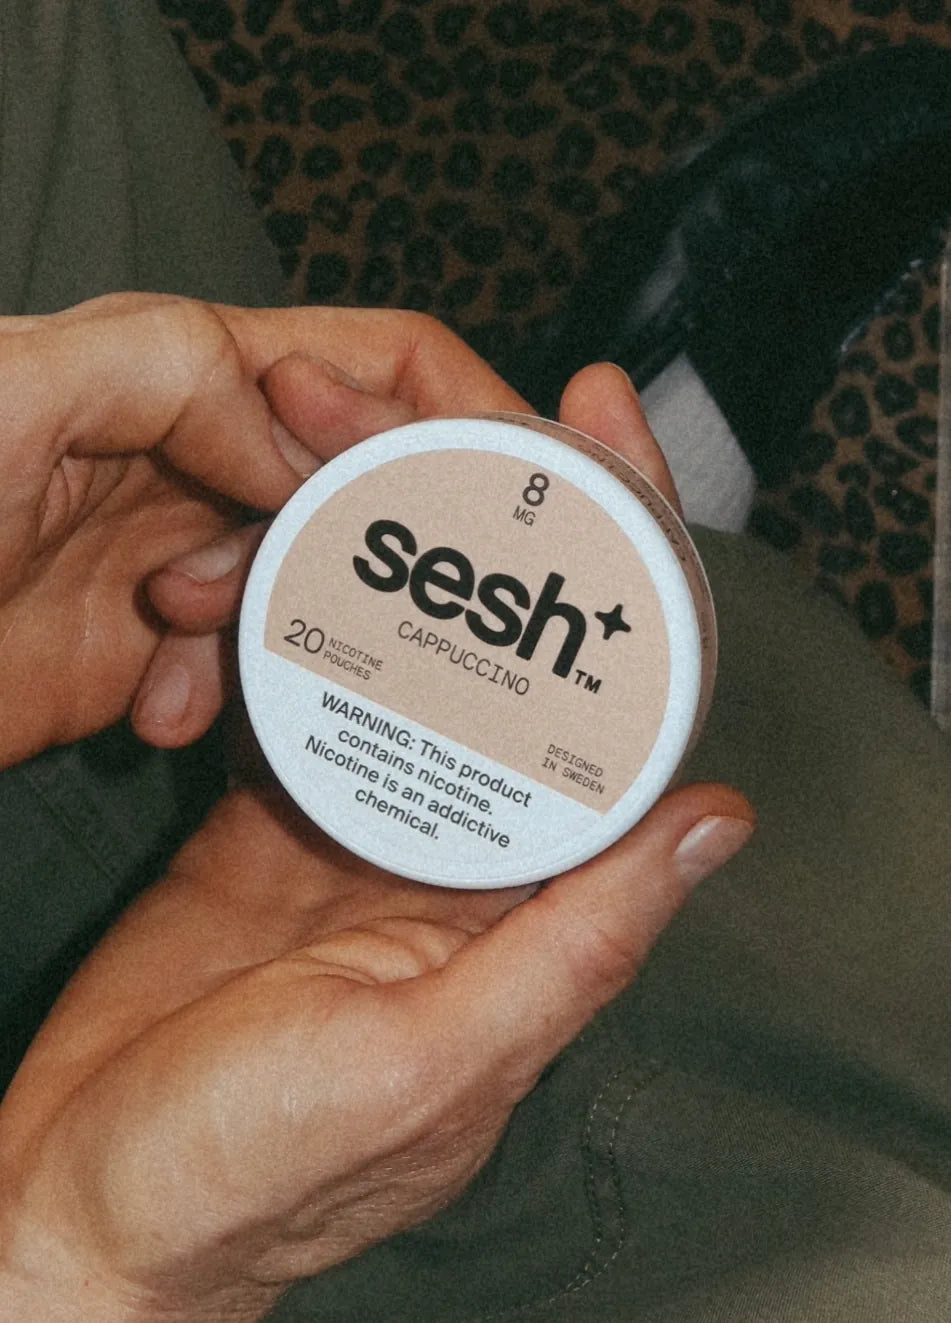 8
MG
sesh+™
CAPPUCCINO
20 NICOTINE
POUCHES
DESIGNED
IN SWEDEN
WARNING: This product
contains nicotine.
Nicotine is an addictive
chemical.